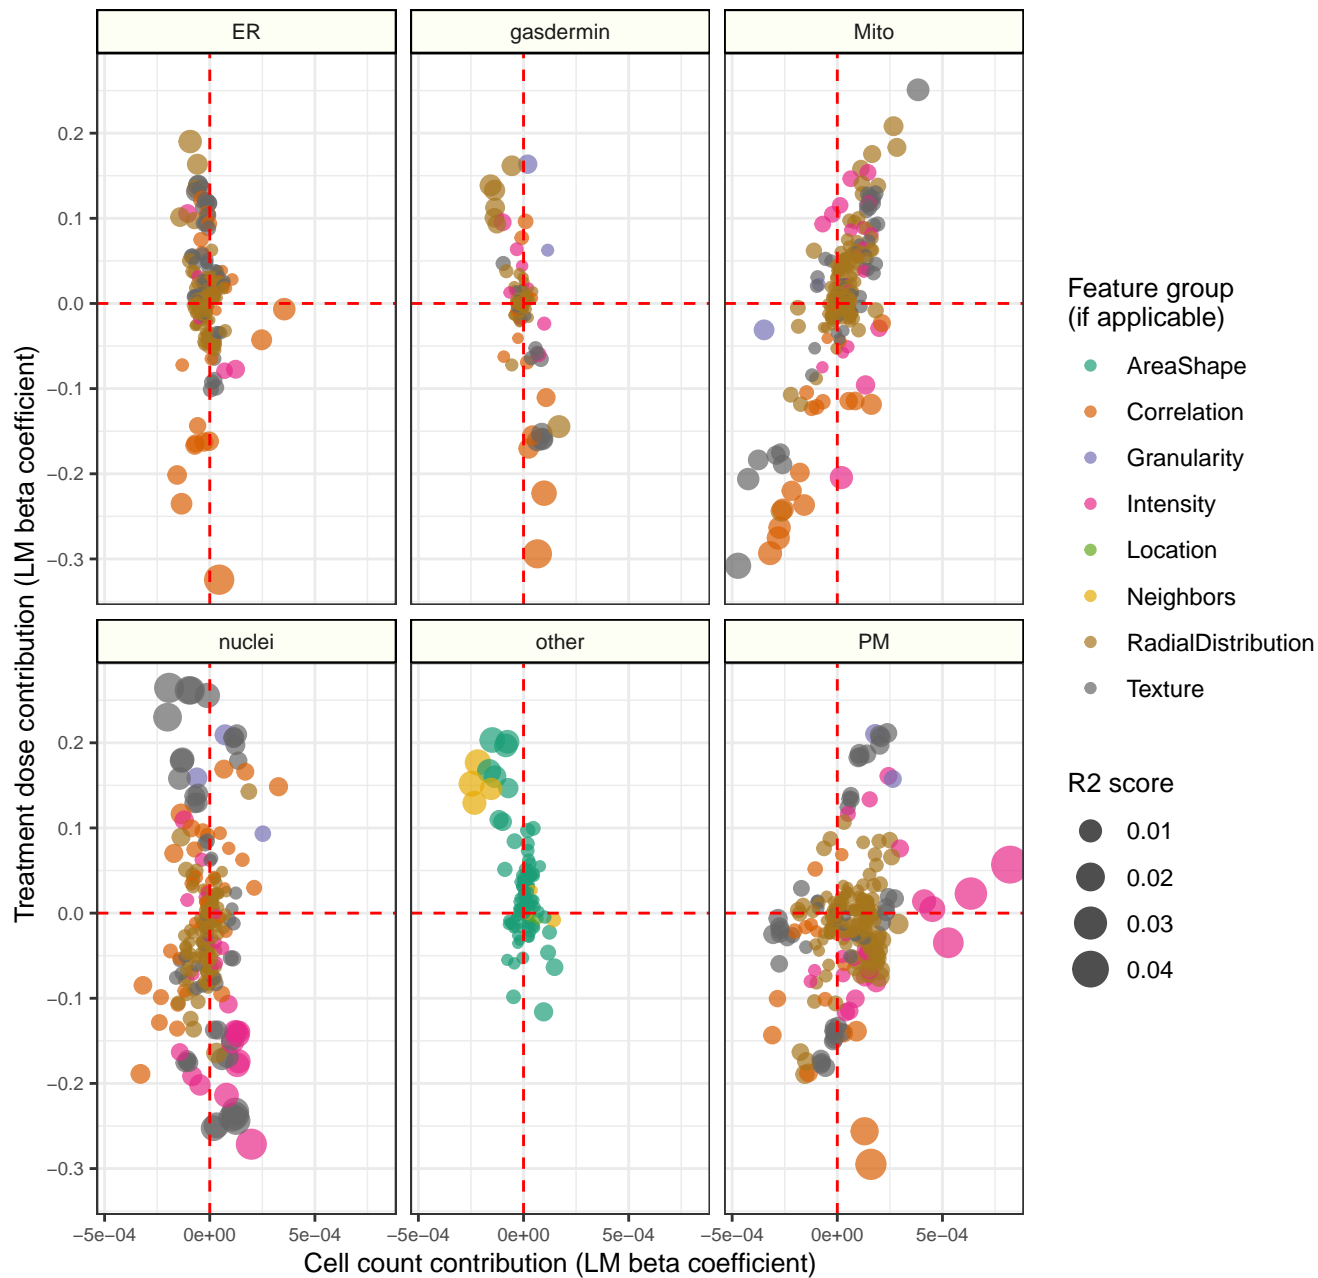 ER
gasdermin
Mito
0.2
0.1
0.0
−0.1
−0.2
−0.3
nuclei
other
PM
0.2
0.1
0.0
−0.1
−0.2
−0.3
−5e−04
0e+00
5e−04
−5e−04
0e+00
5e−04
−5e−04
0e+00
5e−04
Cell count contribution (LM beta coefficient)
Treatment dose contribution (LM beta coefficient)
Feature group
(if applicable)
AreaShape
Correlation
Granularity
Intensity
Location
Neighbors
RadialDistribution
Texture
R2 score
0.01
0.02
0.03
0.04